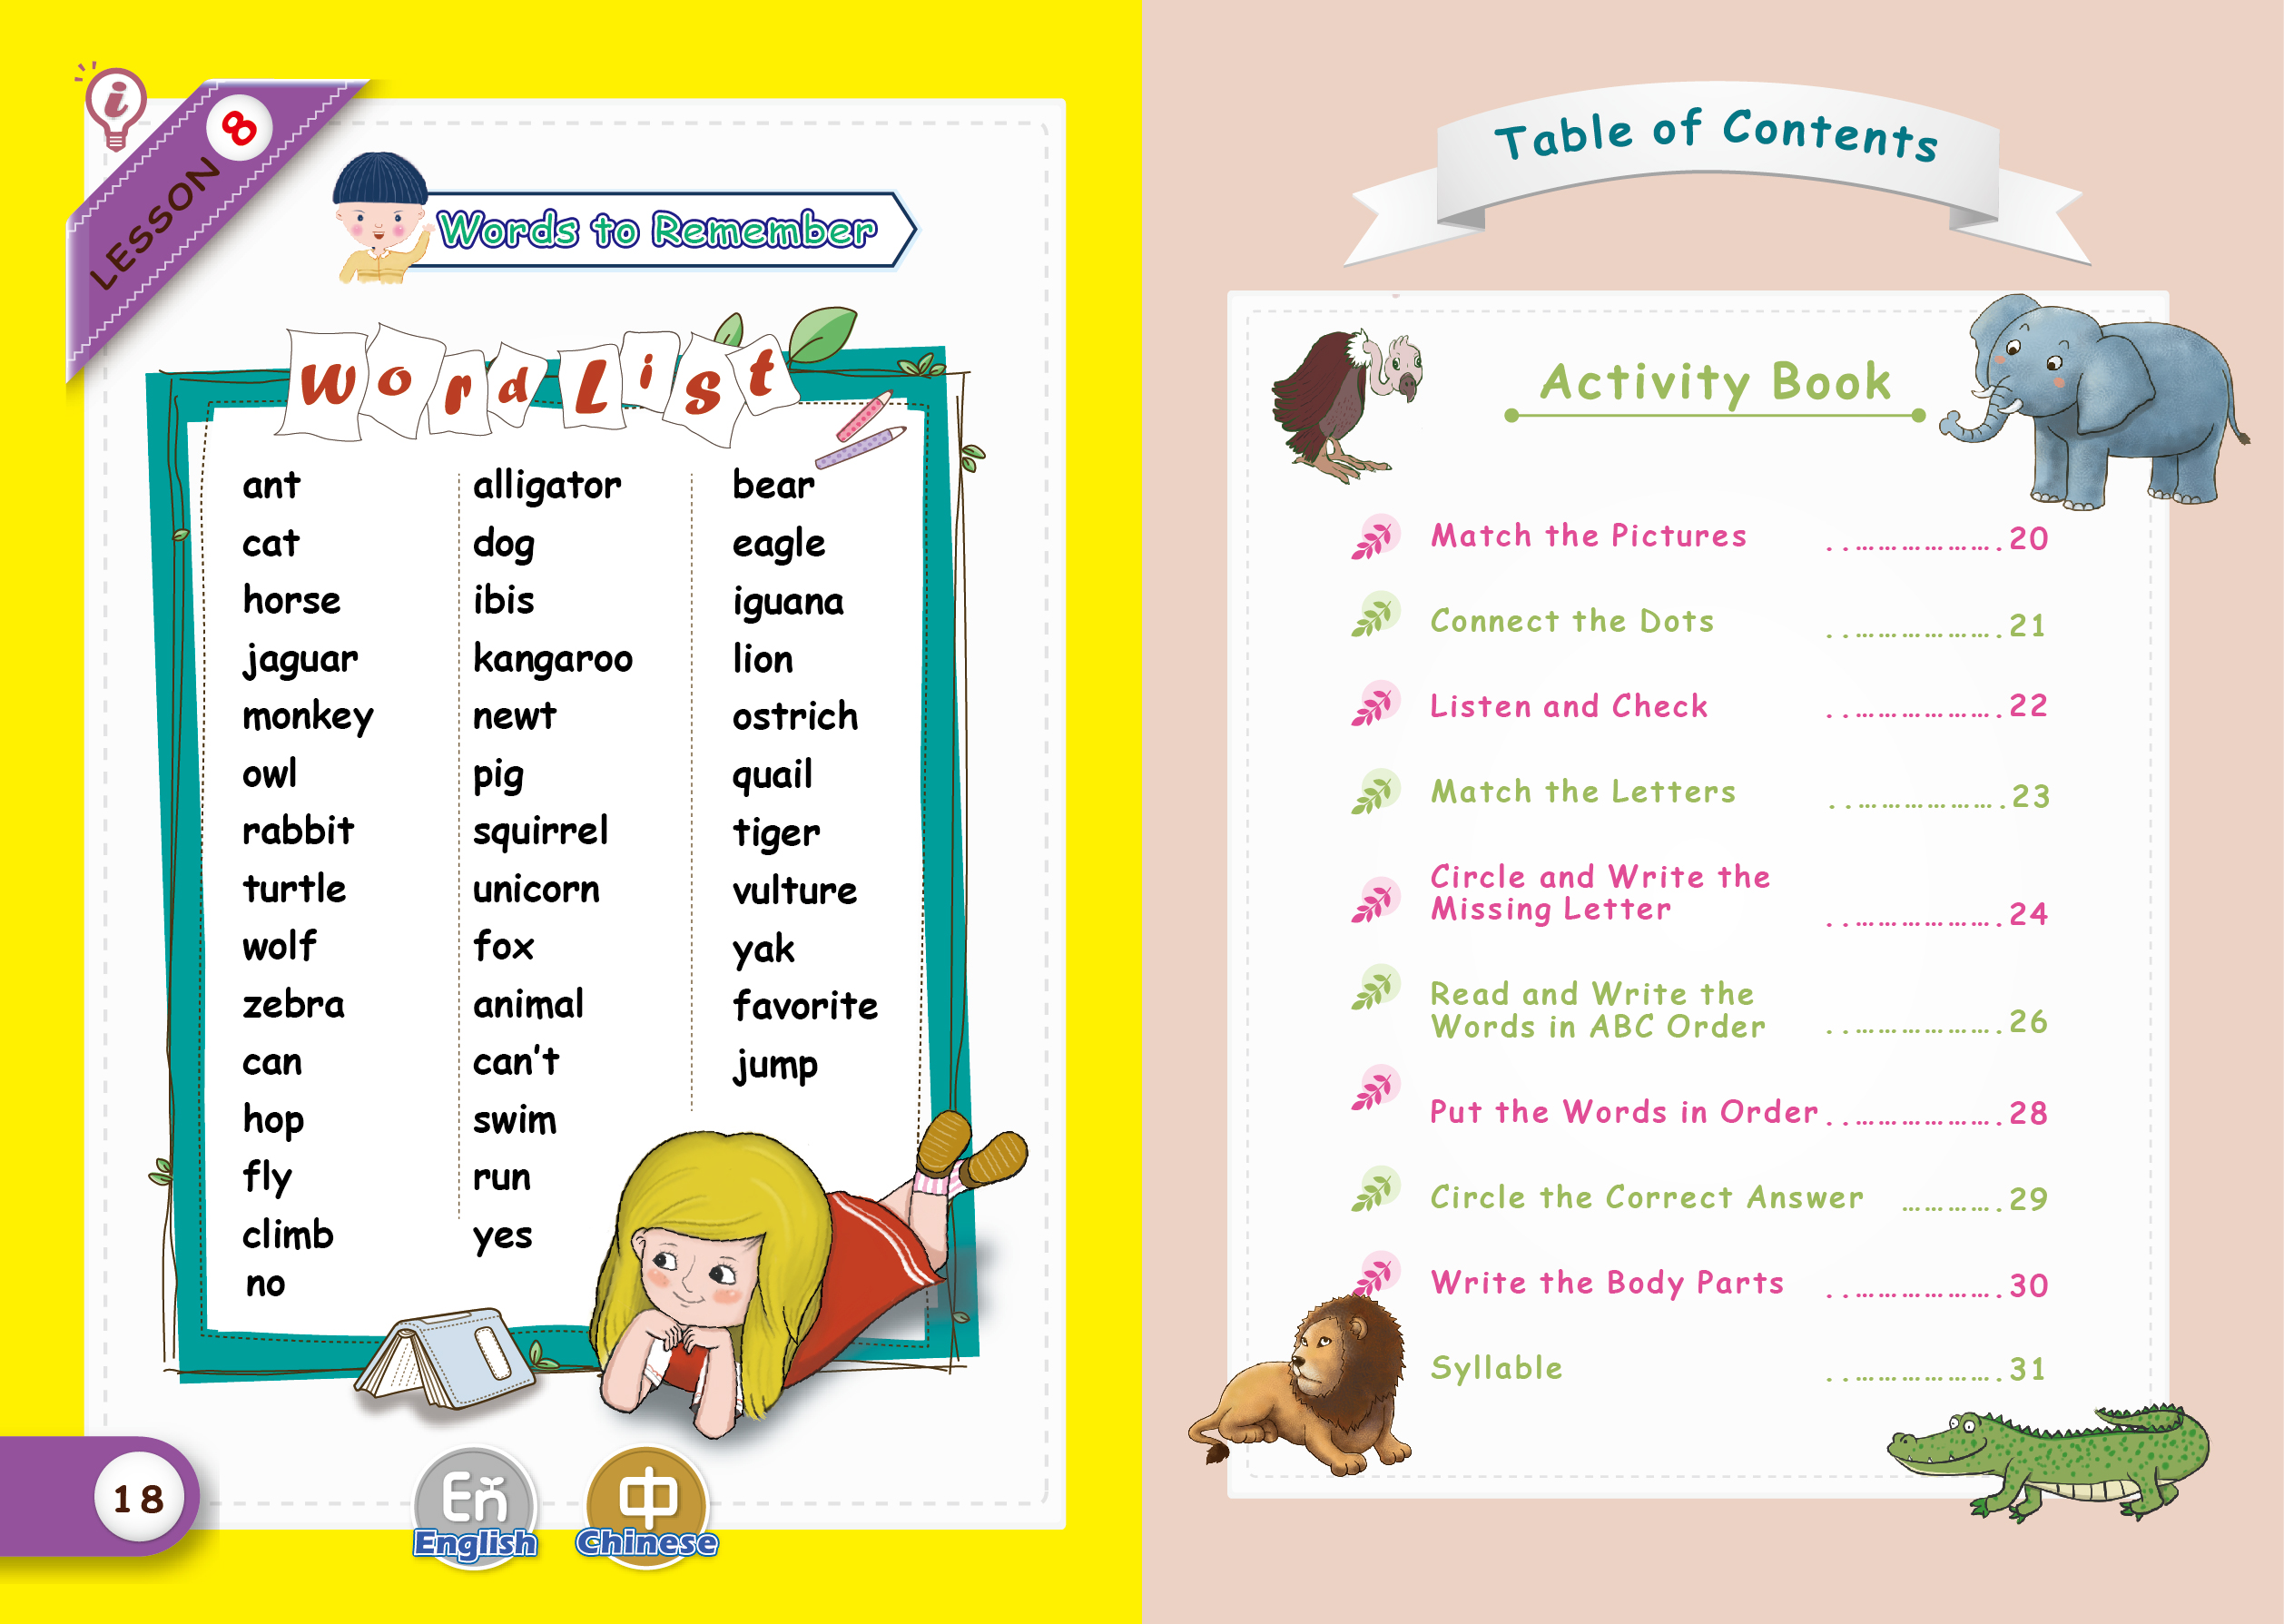 i
LESSON 8
Words to Remember
Word List
ant
cat
horse
jaguar
monkey
owl
rabbit
turtle
wolf
zebra
can
hop
fly
climb
no
alligator
dog
ibis
kangaroo
newt
pig
squirrel
unicorn
fox
animal
can't
swim
run
yes
bear
eagle
iguana
lion
ostrich
quail
tiger
vulture
yak
favorite
jump
18
En
English
中
Chinese
Table of Contents
Activity Book
Match the Pictures . . ... ... ... ... ... ... . 20
Connect the Dots . . ... ... ... ... ... ... . 21
Listen and Check . . ... ... ... ... ... ... . 22
Match the Letters . . ... ... ... ... ... ... . 23
Circle and Write the
Missing Letter . . ... ... ... ... ... ... . 24
Read and Write the
Words in ABC Order . . ... ... ... ... ... ... . 26
Put the Words in Order . . ... ... ... ... ... ... . 28
Circle the Correct Answer ... ... ... ... . 29
Write the Body Parts . . ... ... ... ... ... ... . 30
Syllable . . ... ... ... ... ... ... . 31